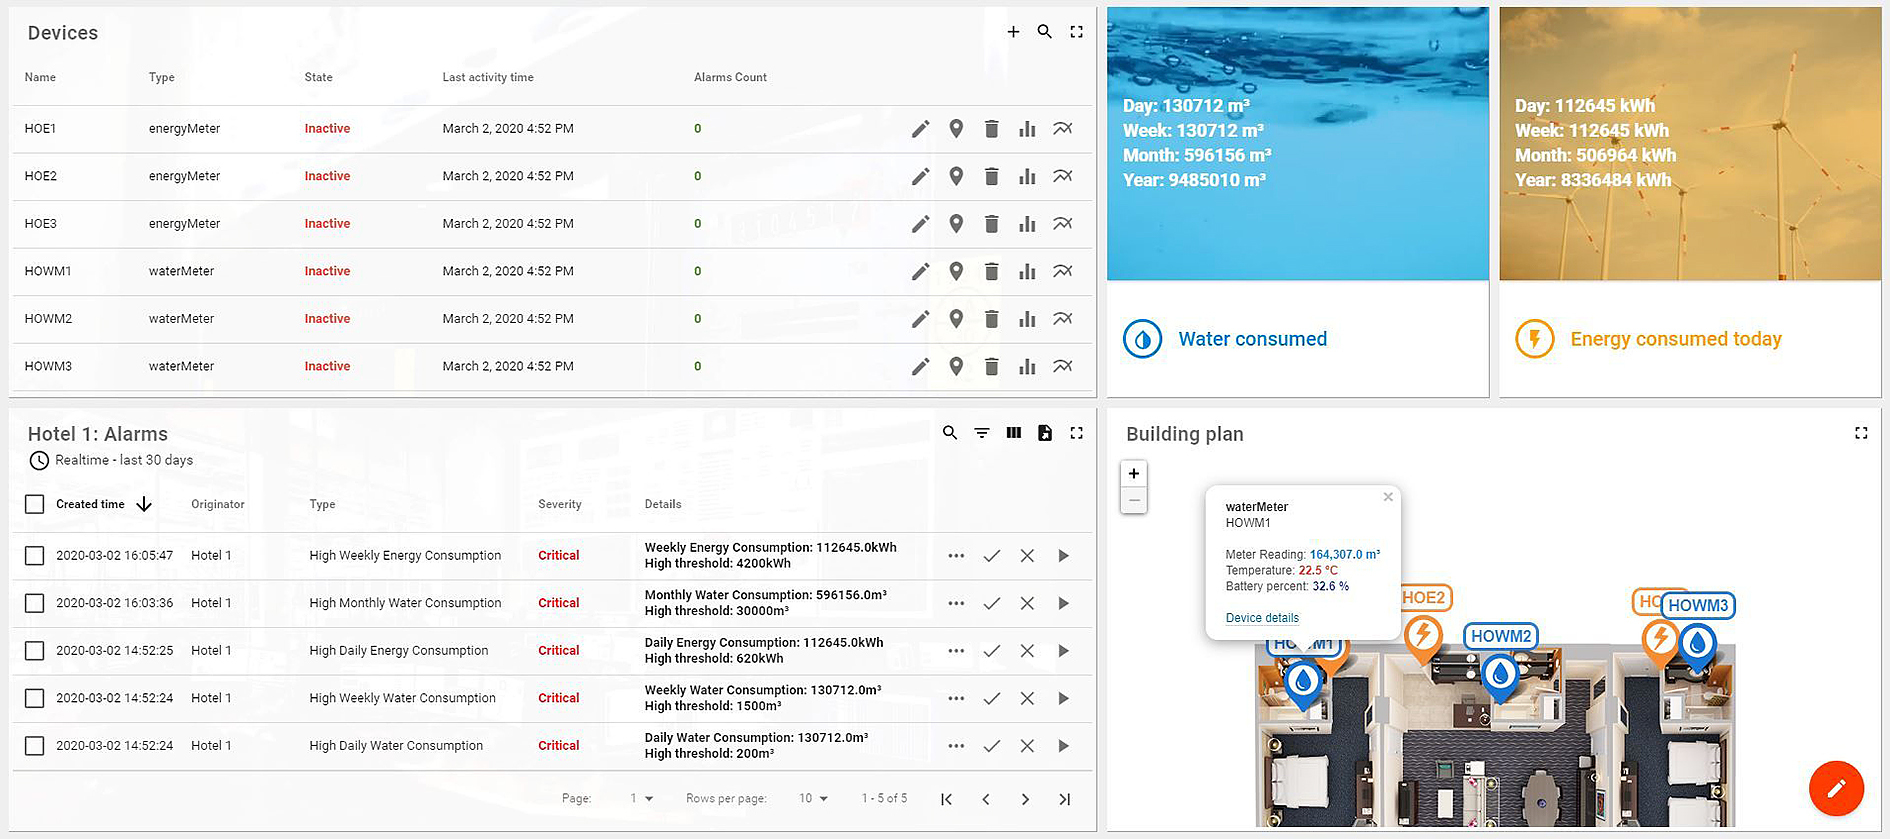 Devices
Name Type State Last activity time Alarms Count
HOE1 energyMeter Inactive March 2, 2020 4:52 PM 0
HOE2 energyMeter Inactive March 2, 2020 4:52 PM 0
HOE3 energyMeter Inactive March 2, 2020 4:52 PM 0
HOWM1 waterMeter Inactive March 2, 2020 4:52 PM 0
HOWM2 waterMeter Inactive March 2, 2020 4:52 PM 0
HOWM3 waterMeter Inactive March 2, 2020 4:52 PM 0
Day: 130712 m³
Week: 130712 m³
Month: 596156 m³
Year: 9485010 m³
Water consumed
Day: 112645 kWh
Week: 112645 kWh
Month: 506964 kWh
Year: 8336484 kWh
Energy consumed today
Hotel 1: Alarms
Realtime - last 30 days
Created time Originator Type Severity Details
2020-03-02 16:05:47 Hotel 1 High Weekly Energy Consumption Critical Weekly Energy Consumption: 112645.0kWh
High threshold: 4200kWh
2020-03-02 16:03:36 Hotel 1 High Monthly Water Consumption Critical Monthly Water Consumption: 596156.0m³
High threshold: 30000m³
2020-03-02 14:52:25 Hotel 1 High Daily Energy Consumption Critical Daily Energy Consumption: 112645.0kWh
High threshold: 620kWh
2020-03-02 14:52:24 Hotel 1 High Weekly Water Consumption Critical Weekly Water Consumption: 130712.0m³
High threshold: 1500m³
2020-03-02 14:52:24 Hotel 1 High Daily Water Consumption Critical Daily Water Consumption: 130712.0m³
High threshold: 200m³
Page: 1 Rows per page: 10 1 - 5 of 5
Building plan
waterMeter
HOWM1
Meter Reading: 164,307.0 m³
Temperature: 22.5 °C
Battery percent: 32.6 %
Device details
HOE2
HOWM3
HOWM2